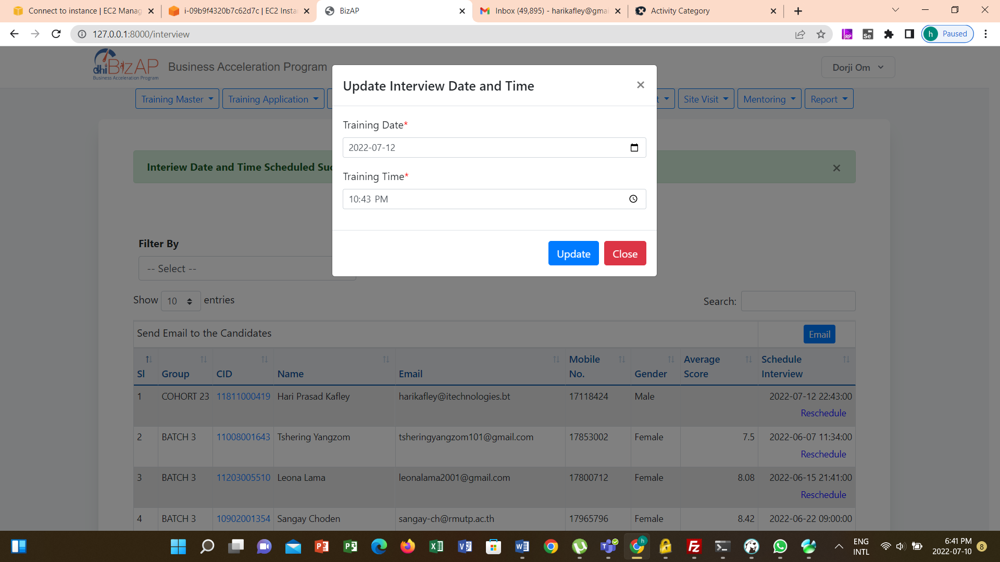 Connect to instance | EC2 Manag
i-09b9f4320b7c62d7c | EC2 Insta
BizAP
Inbox (49,895) - harikafley@gmai
Activity Category
127.0.0.1:8000/interview
RP
Se
h Paused
dhiBizAP
Business Acceleration Program
Business Acceleration Program
Dorji Om
Training Master
Training Application
t
Site Visit
Mentoring
Report
Update Interview Date and Time
Training Date*
2022-07-12
Training Time*
10:43 PM
Update
Close
Interiew Date and Time Scheduled Suc
Filter By
-- Select --
Show 10 entries
Search:
Send Email to the Candidates
Email
Sl Group CID Name Email Mobile No. Gender Average Score Schedule Interview
1 COHORT 23 11811000419 Hari Prasad Kafley harikafley@itechnologies.bt 17118424 Male 2022-07-12 22:43:00
Reschedule
2 BATCH 3 11008001643 Tshering Yangzom tsheringyangzom101@gmail.com 17853002 Female 7.5 2022-06-07 11:34:00
Reschedule
3 BATCH 3 11203005510 Leona Lama leonalama2001@gmail.com 17800712 Female 8.08 2022-06-15 21:41:00
Reschedule
4 BATCH 3 10902001354 Sangay Choden sangay-ch@rmutp.ac.th 17965796 Female 8.42 2022-06-22 09:00:00
h
ENG
INTL
6:41 PM
2022-07-10
8